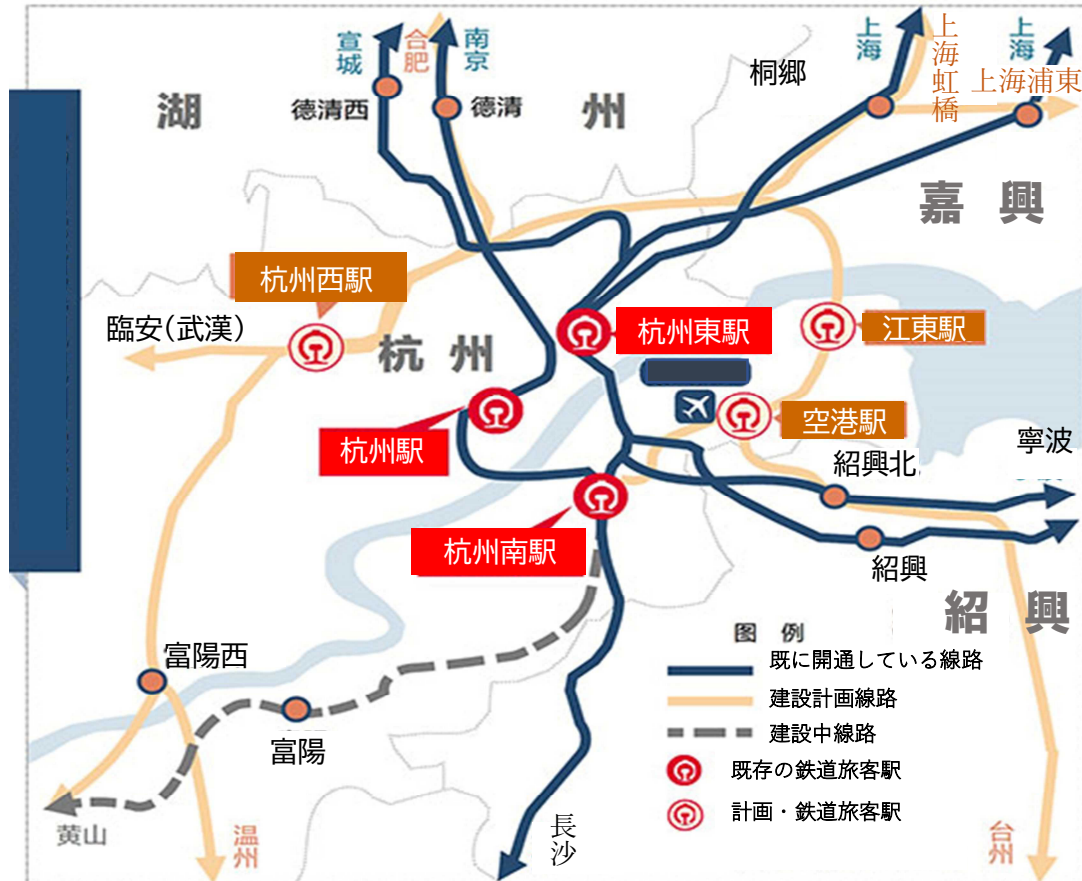 宣城
合肥
南京
上海
上海虹橋
上海
上海浦東
桐郷
德清西
德清
湖州
嘉興
杭州西駅
臨安(武漢)
杭州
杭州東駅
江東駅
杭州駅
空港駅
寧波
紹興北
杭州南駅
紹興
紹興
富陽西
富陽
图例
既に開通している線路
建設計画線路
建設中線路
既存の鉄道旅客駅
計画・鉄道旅客駅
黄山
温州
長沙
台州